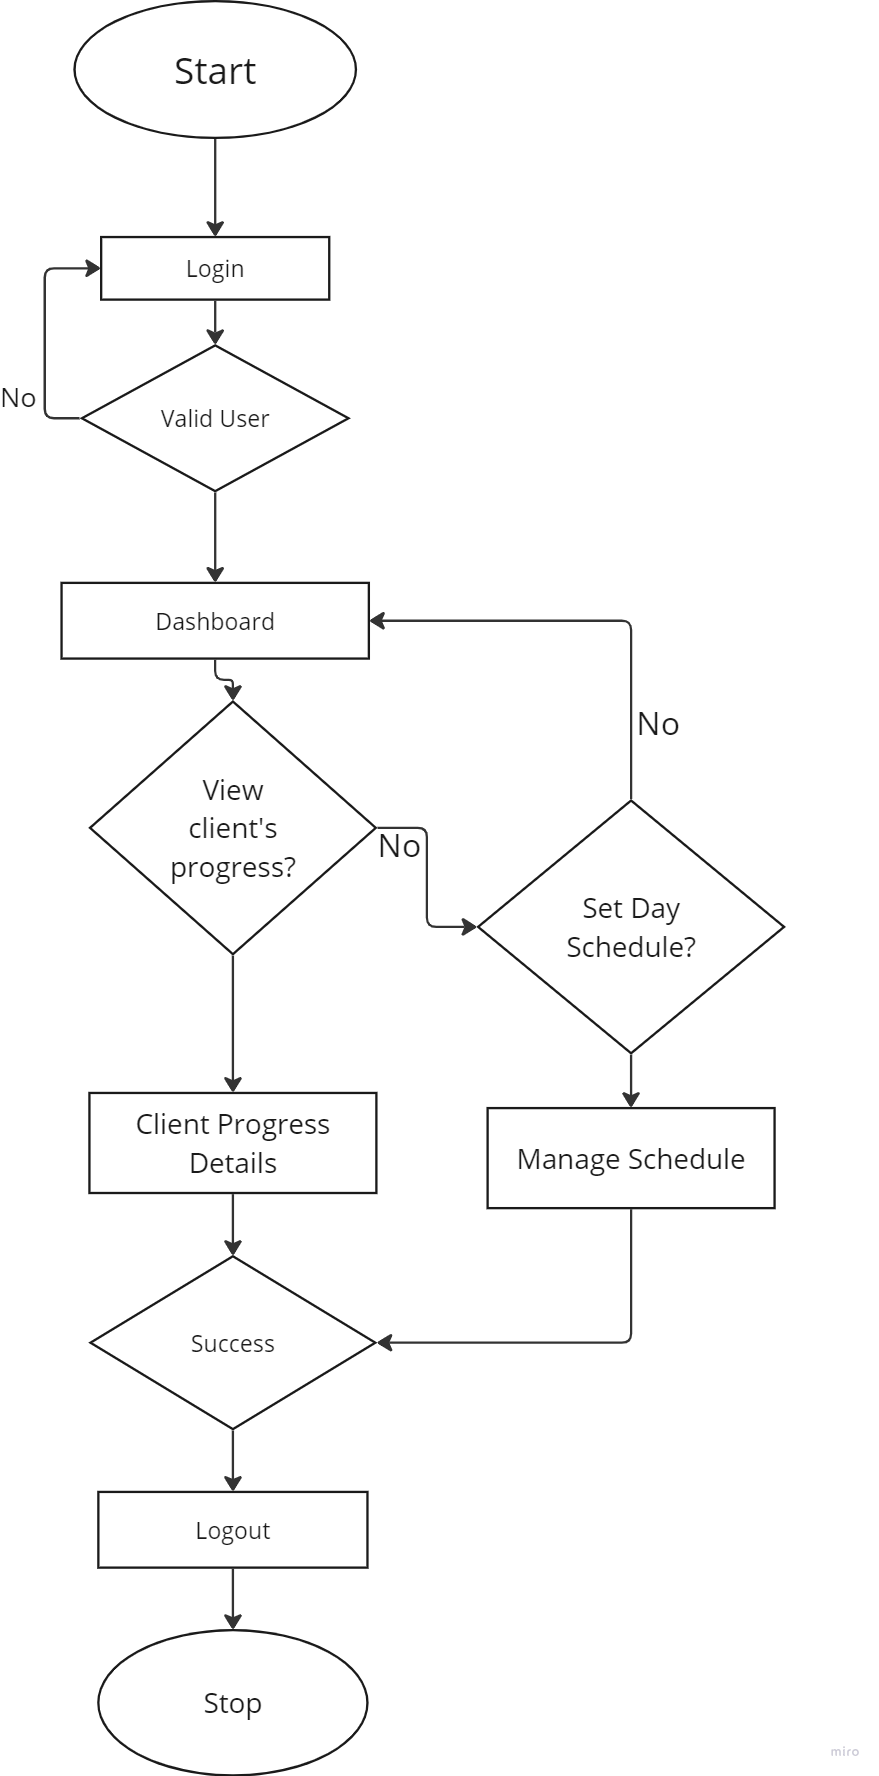 Start
Login
No
Valid User
Dashboard
No
View
client's
progress?
No
Set Day
Schedule?
Client Progress
Details
Manage Schedule
Success
Logout
Stop
miro